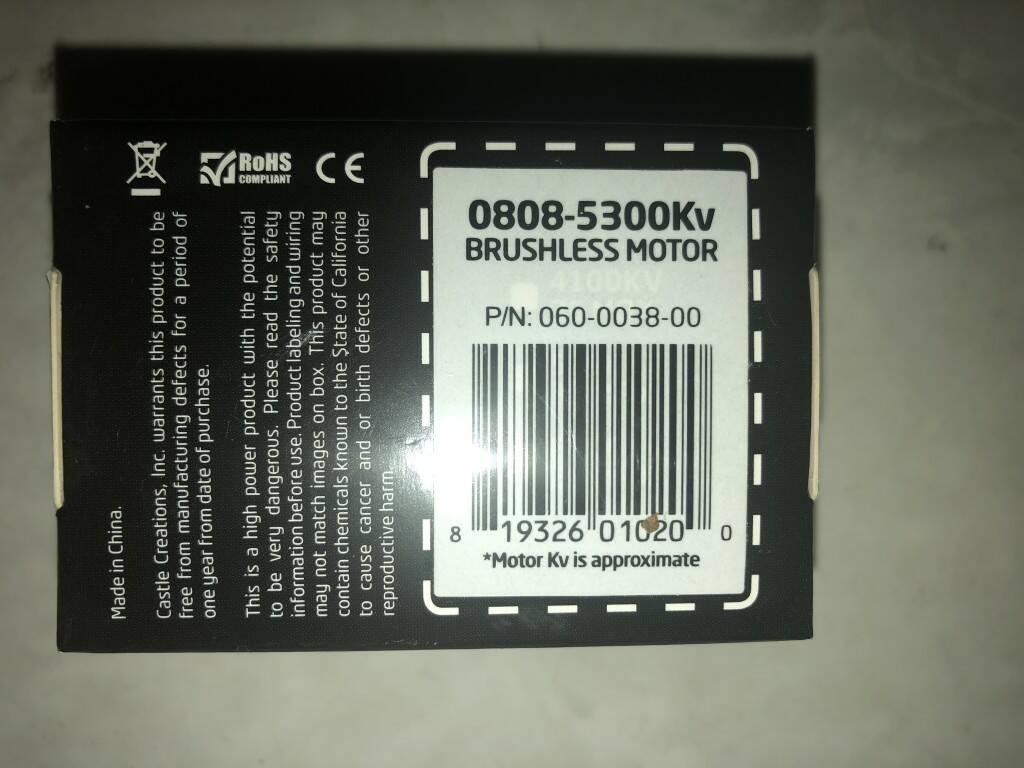 RoHS
COMPLIANT
CE
Made in China.
Castle Creations, Inc. warrants this product to be
free from manufacturing defects for a period of
one year from date of purchase.
This is a high power product with the potential
to be very dangerous. Please read the safety
information before use. Product labeling and wiring
may not match images on box. This product may
contain chemicals known to the State of California
to cause cancer and or birth defects or other
reproductive harm.
0808-5300Kv
BRUSHLESS MOTOR
4100KV
P/N: 060-0038-00
8 19326 01020 0
*Motor Kv is approximate